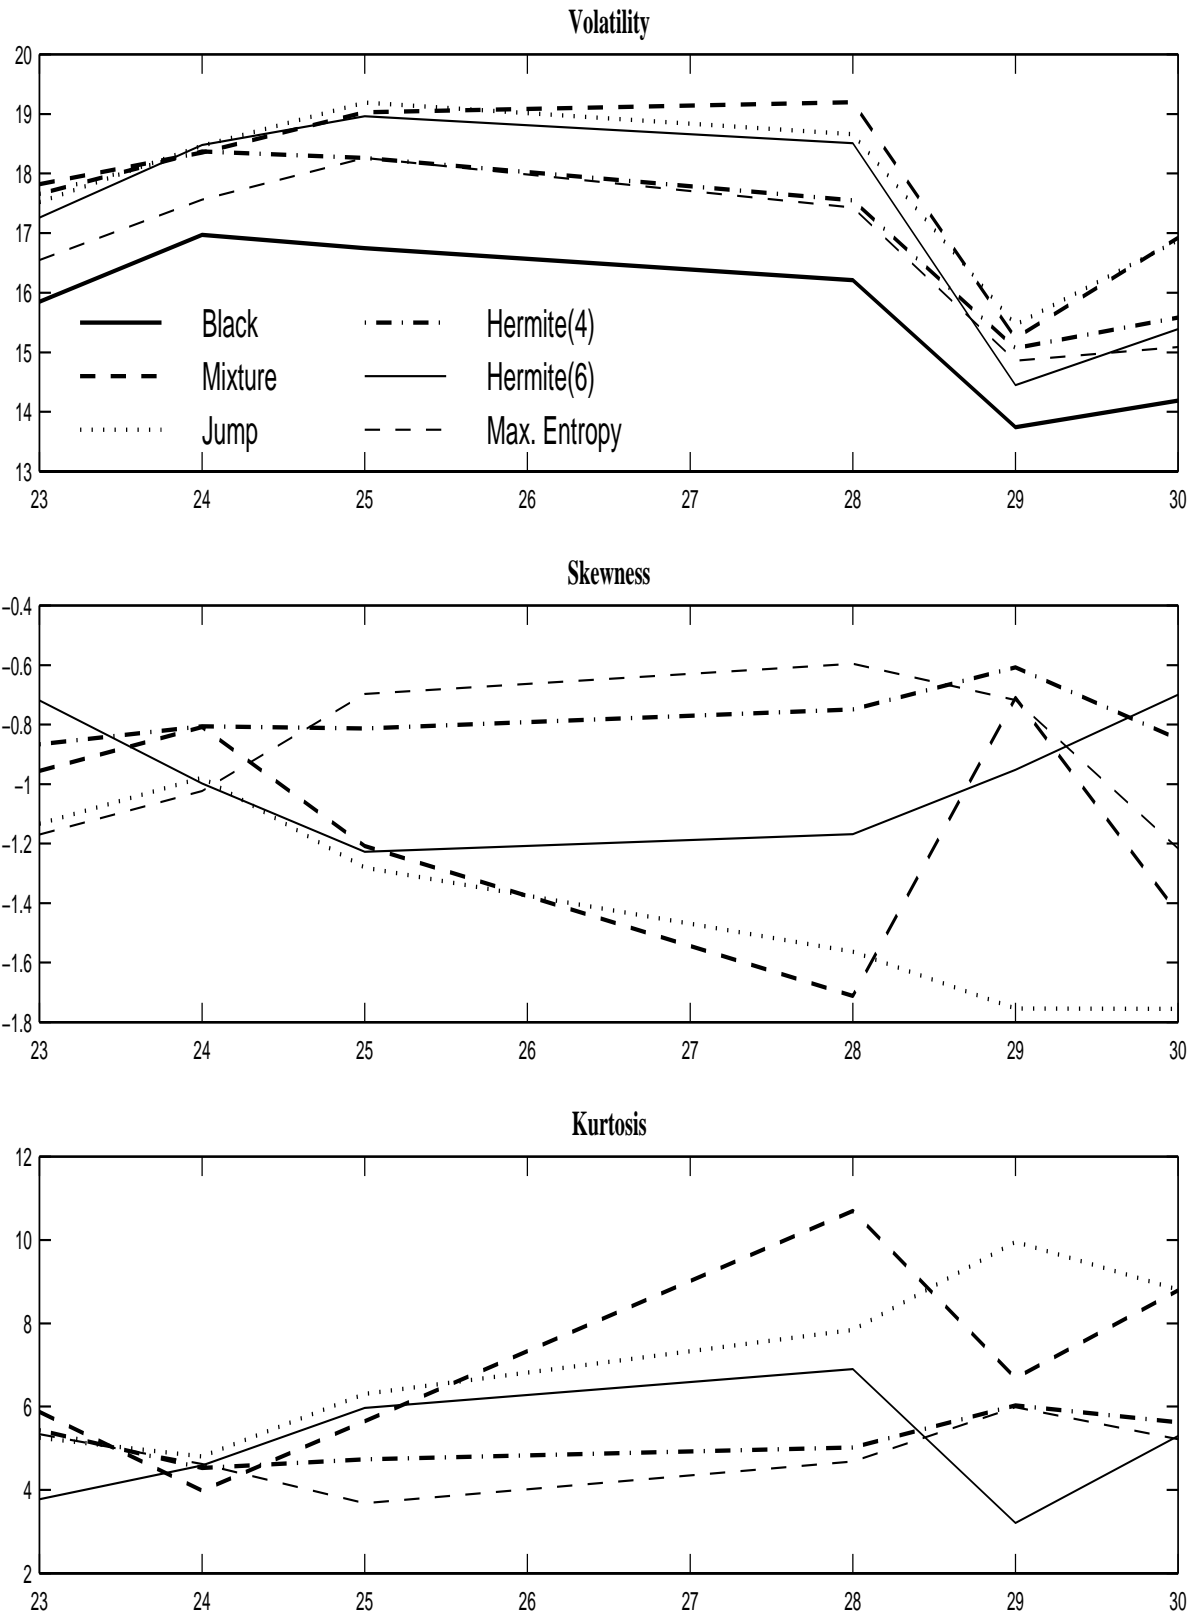 Volatility
20
19
18
17
16
15
14
13
Black
Hermite(4)
Mixture
Hermite(6)
Jump
Max. Entropy
23 24 25 26 27 28 29 30
Skewness
−0.4
−0.6
−0.8
−1
−1.2
−1.4
−1.6
−1.8
23 24 25 26 27 28 29 30
Kurtosis
12
10
8
6
4
2
23 24 25 26 27 28 29 30